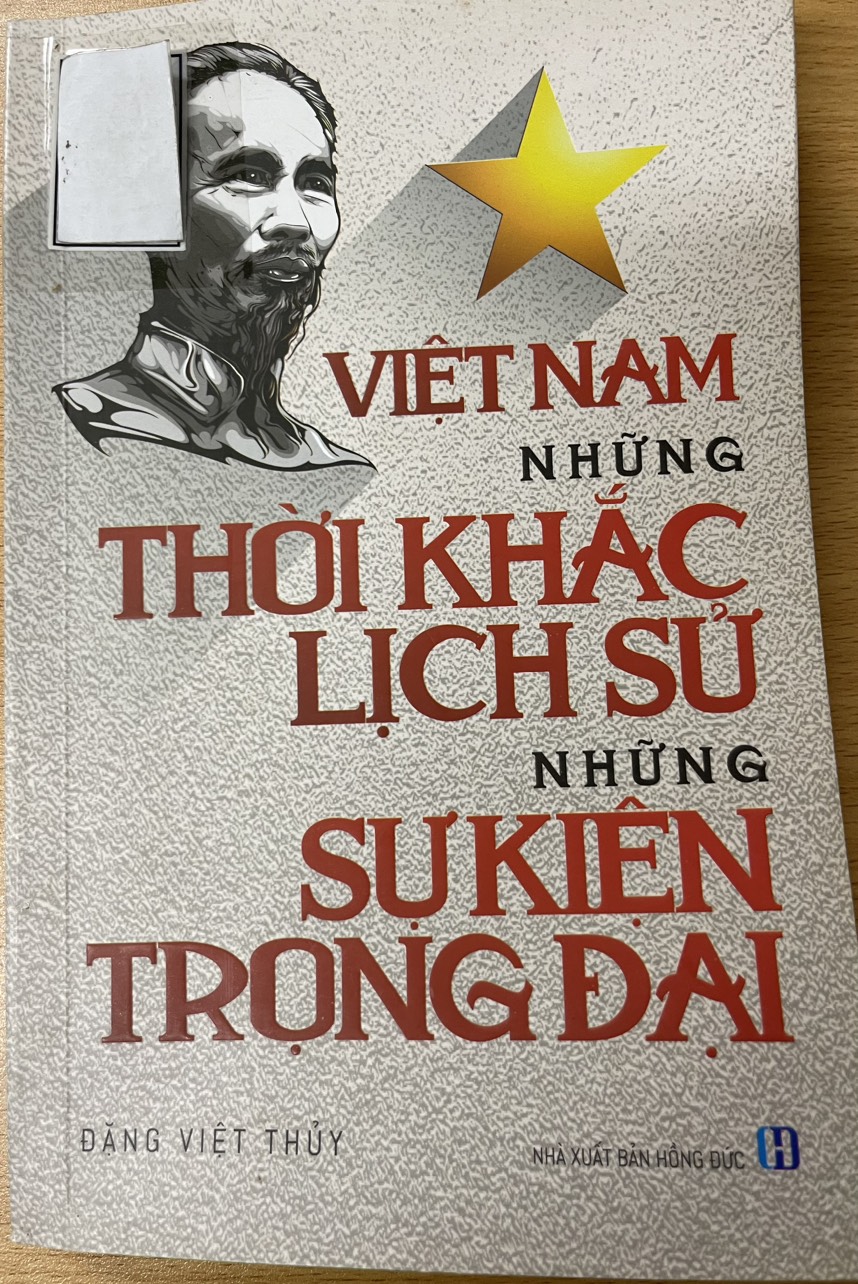 VIỆT NAM
NHỮNG
THỜI KHẮC
LỊCH SỬ
NHỮNG
SỰ KIỆN
TRỌNG ĐẠI
ĐẶNG VIỆT THỦY
NHÀ XUẤT BẢN HỒNG ĐỨC